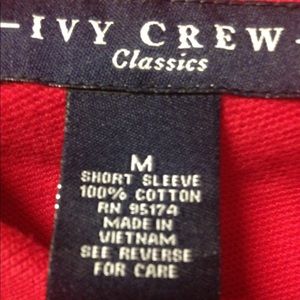 IVY CREW
Classics
M
SHORT SLEEVE
100% COTTON
RN 95174
MADE IN
VIETNAM
SEE REVERSE
FOR CARE